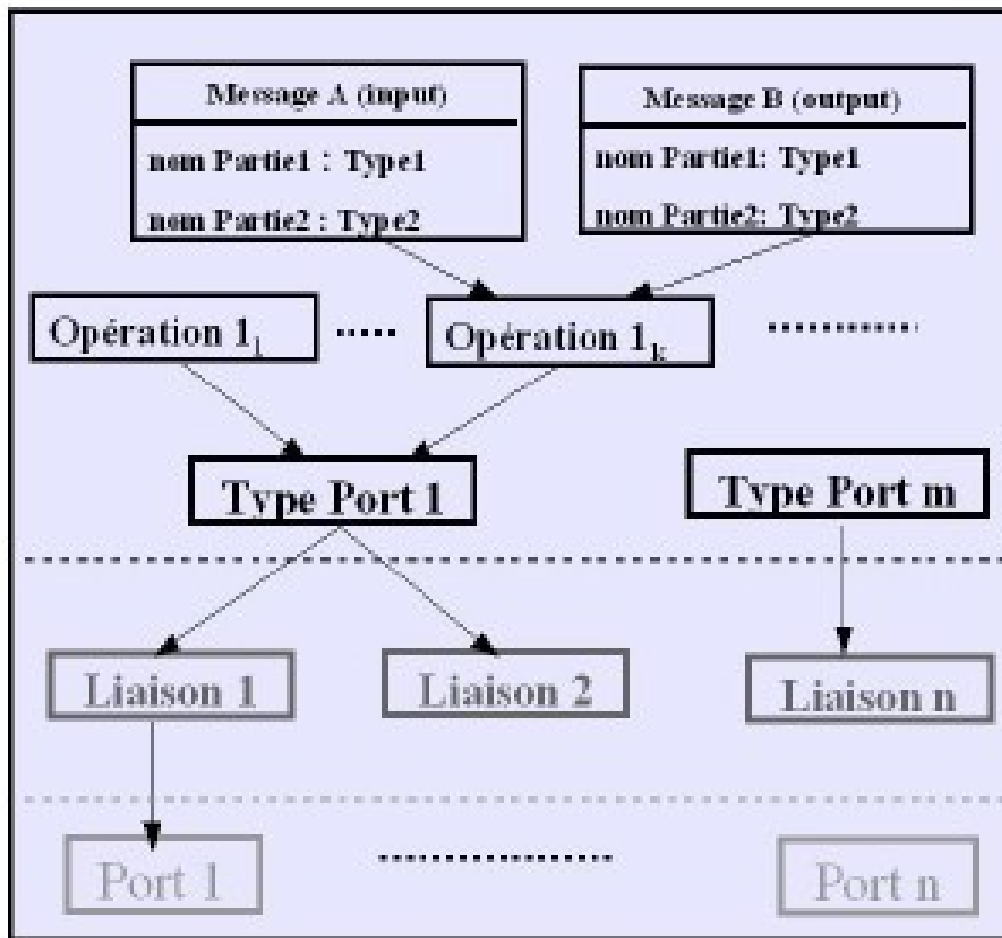 Message A (input)
nom Partie1 : Type1
nom Partie2 : Type2
Message B (output)
nom Partie1: Type1
nom Partie2: Type2
Opération 1
Opération 1k
Type Port 1
Type Port m
Liaison 1
Liaison 2
Liaison n
Port 1
Port n